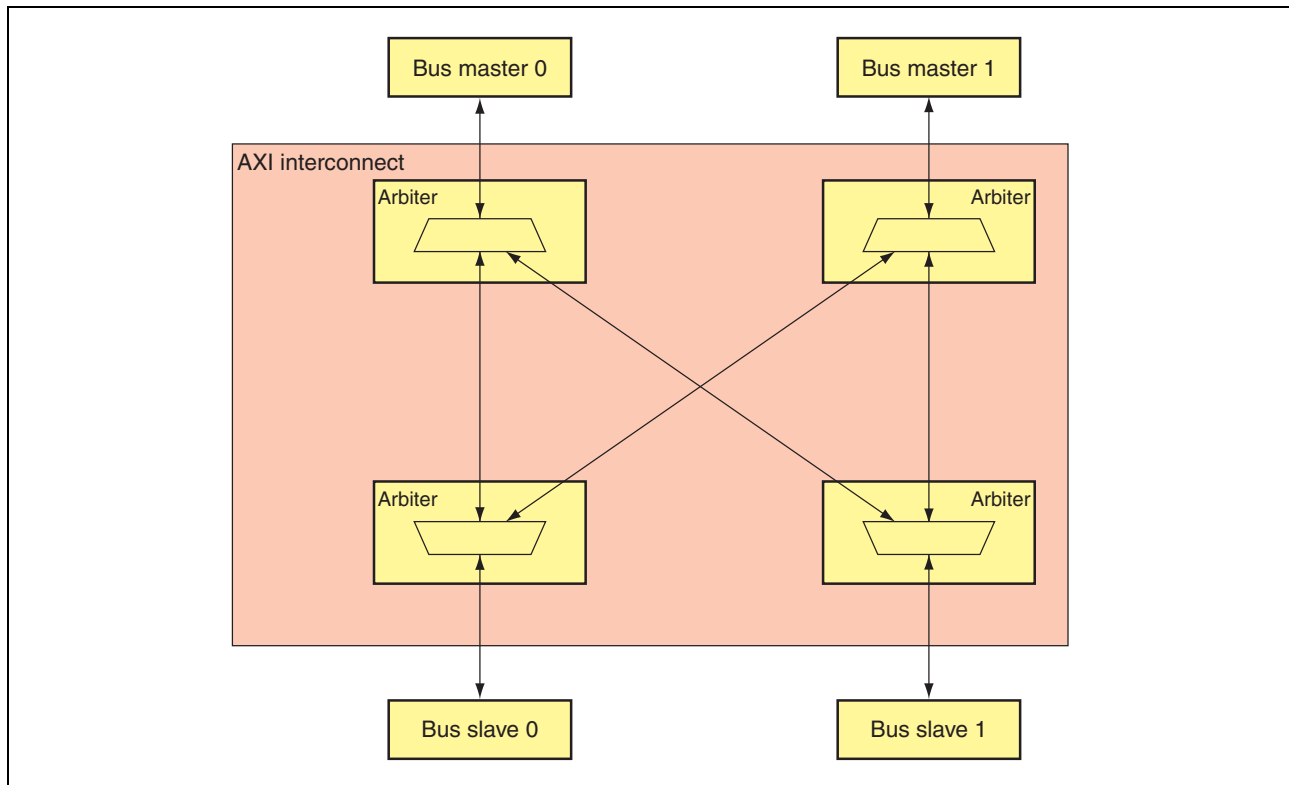 Bus master 0
Bus master 1
AXI interconnect
Arbiter
Arbiter
Arbiter
Arbiter
Bus slave 0
Bus slave 1